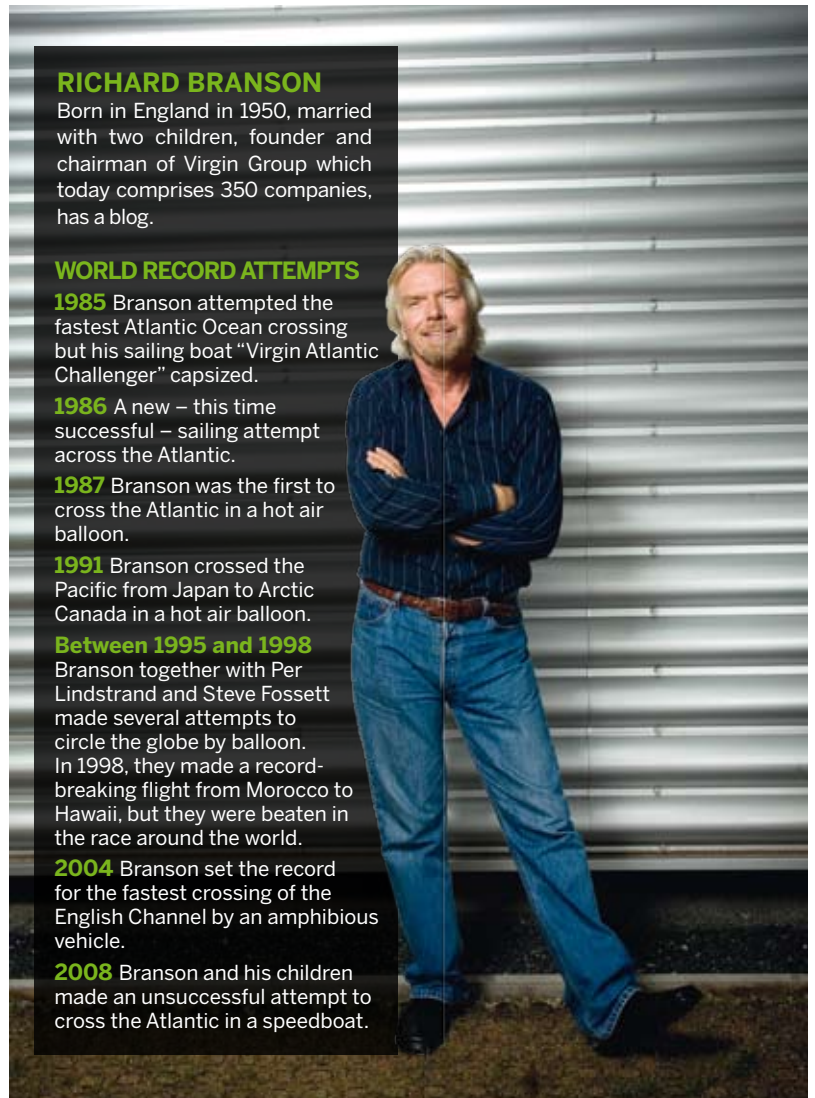 RICHARD BRANSON
Born in England in 1950, married
with two children, founder and
chairman of Virgin Group which
today comprises 350 companies,
has a blog.
WORLD RECORD ATTEMPTS
1985 Branson attempted the
fastest Atlantic Ocean crossing
but his sailing boat “Virgin Atlantic
Challenger” capsized.
1986 A new – this time
successful – sailing attempt
across the Atlantic.
1987 Branson was the first to
cross the Atlantic in a hot air
balloon.
1991 Branson crossed the
Pacific from Japan to Arctic
Canada in a hot air balloon.
Between 1995 and 1998
Branson together with Per
Lindstrand and Steve Fossett
made several attempts to
circle the globe by balloon.
In 1998, they made a record-
breaking flight from Morocco to
Hawaii, but they were beaten in
the race around the world.
2004 Branson set the record
for the fastest crossing of the
English Channel by an amphibious
vehicle.
2008 Branson and his children
made an unsuccessful attempt to
cross the Atlantic in a speedboat.